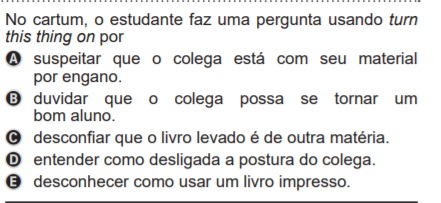 No cartum, o estudante faz uma pergunta usando turn
this thing on por
A suspeitar que o colega está com seu material
por engano.
B duvidar que o colega possa se tornar um
bom aluno.
C desconfiar que o livro levado é de outra matéria.
D entender como desligada a postura do colega.
E desconhecer como usar um livro impresso.